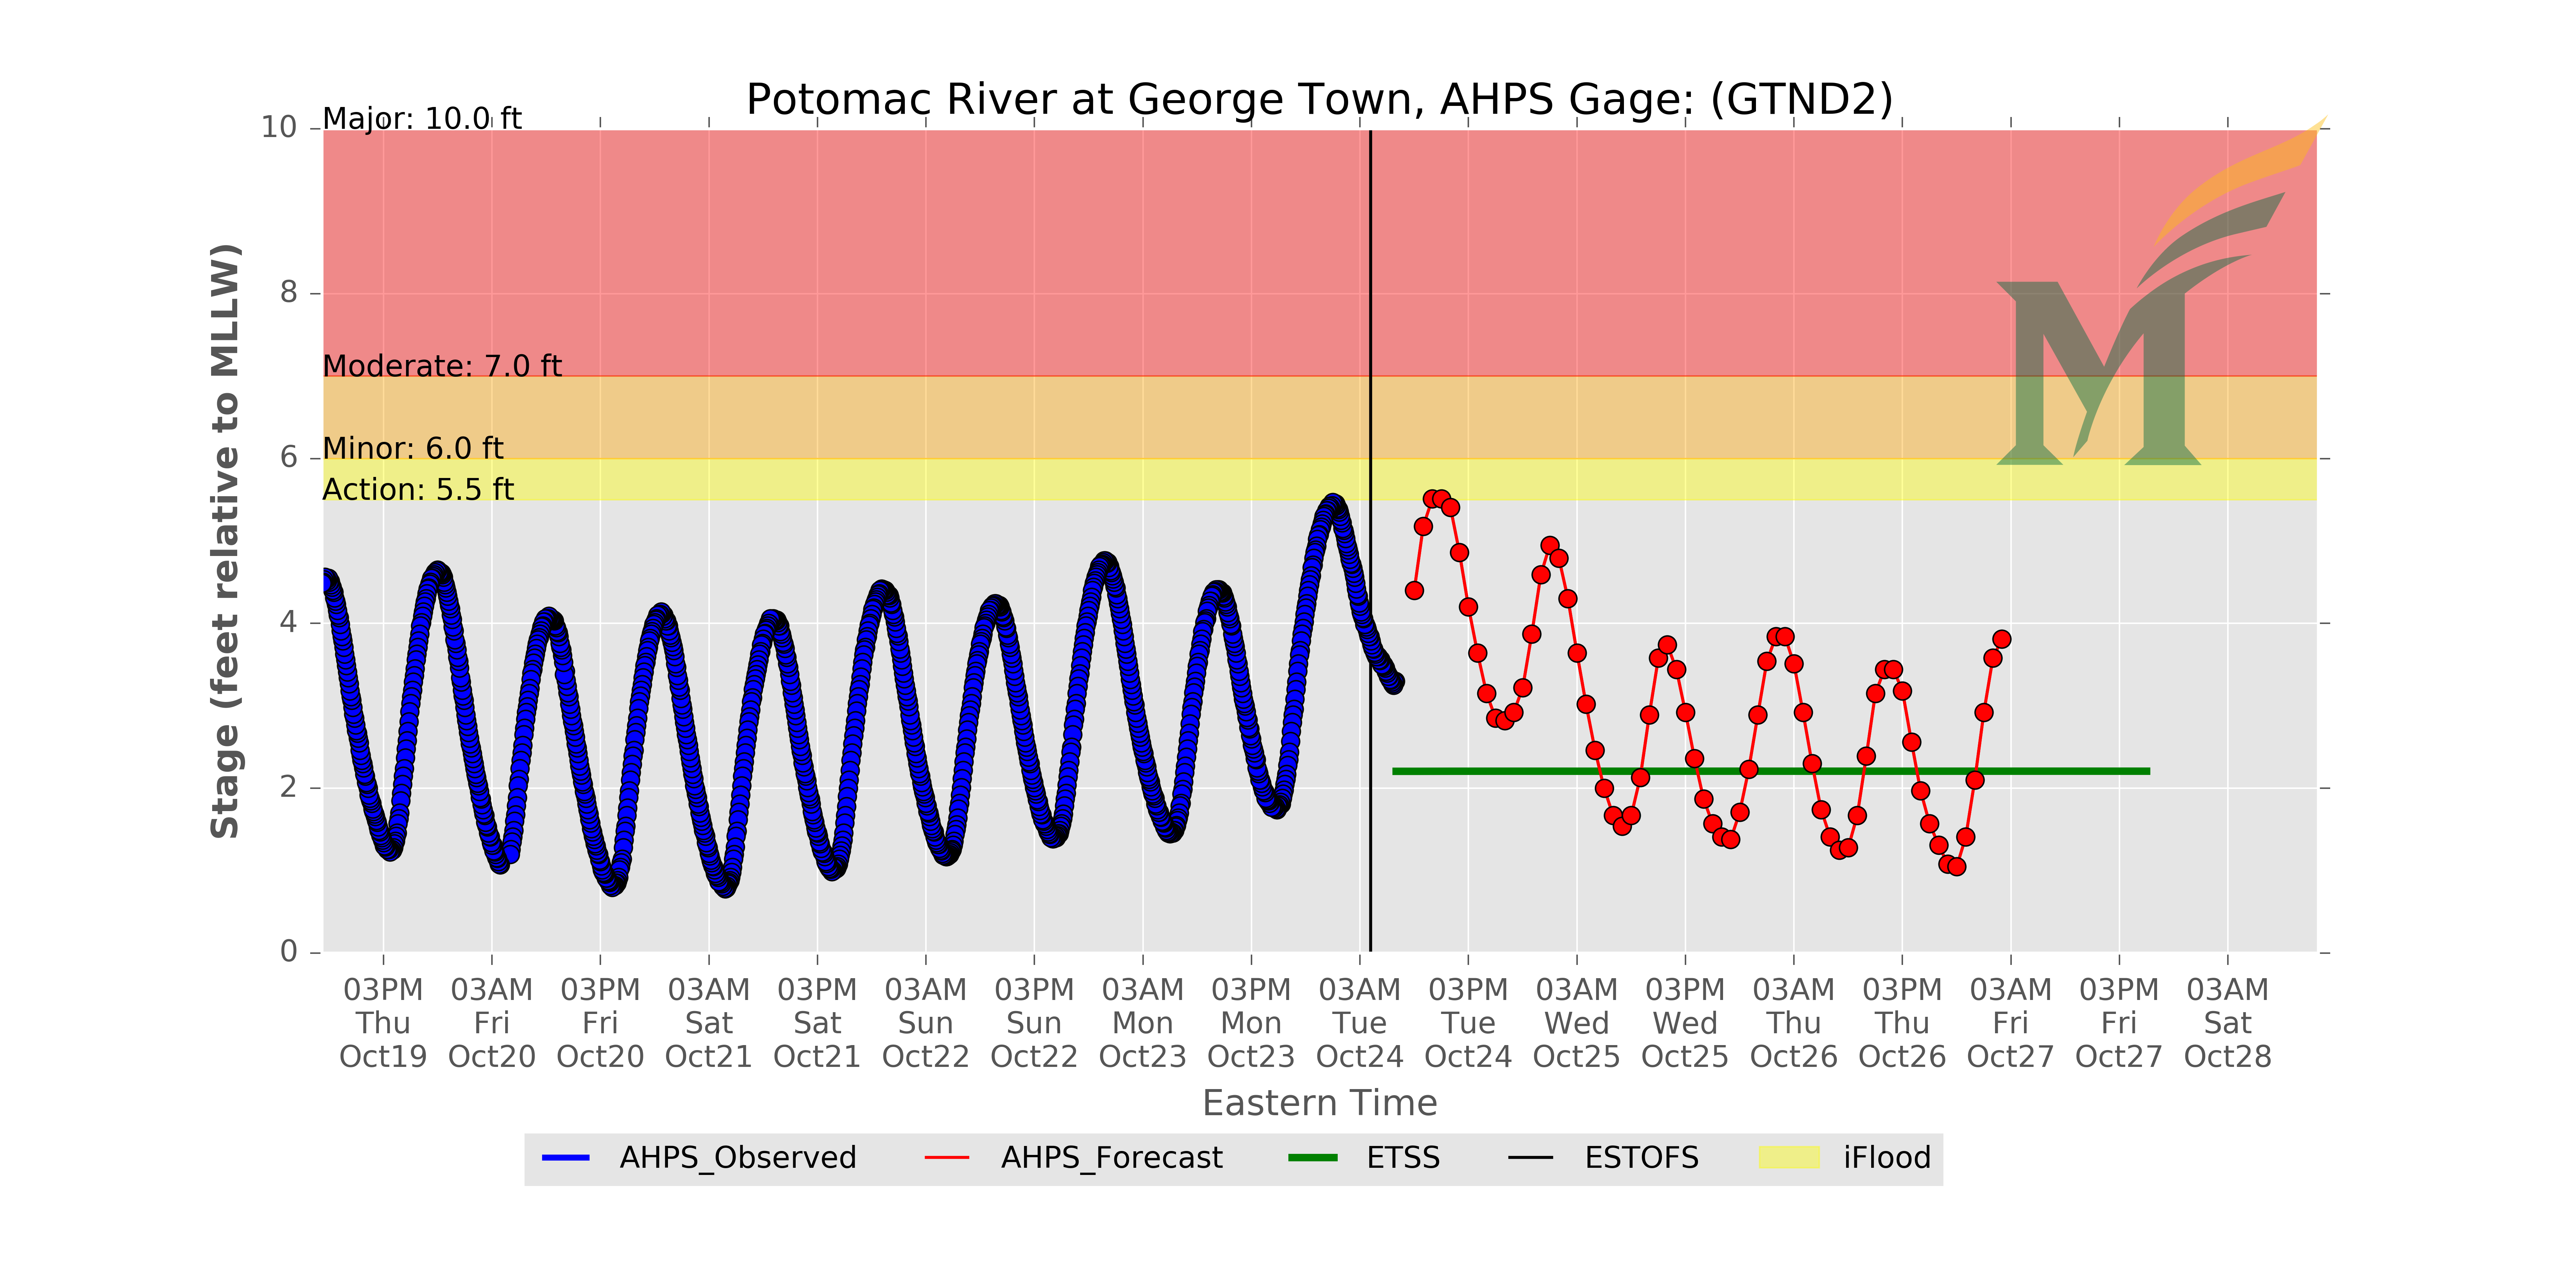 Potomac River at George Town, AHPS Gage: (GTND2)
Major: 10.0 ft
Moderate: 7.0 ft
Minor: 6.0 ft
Action: 5.5 ft
10
8
6
4
2
0
Stage (feet relative to MLLW)
03PM 03AM 03PM 03AM 03PM 03AM 03PM 03AM 03PM 03AM 03PM 03AM 03PM 03AM 03PM 03AM 03PM 03AM
Thu Fri Fri Sat Sat Sun Sun Mon Mon Tue Tue Wed Wed Thu Thu Fri Fri Sat
Oct19 Oct20 Oct20 Oct21 Oct21 Oct22 Oct22 Oct23 Oct23 Oct24 Oct24 Oct25 Oct25 Oct26 Oct26 Oct27 Oct27 Oct28
Eastern Time
AHPS_Observed AHPS_Forecast ETSS ESTOFS iFlood
M